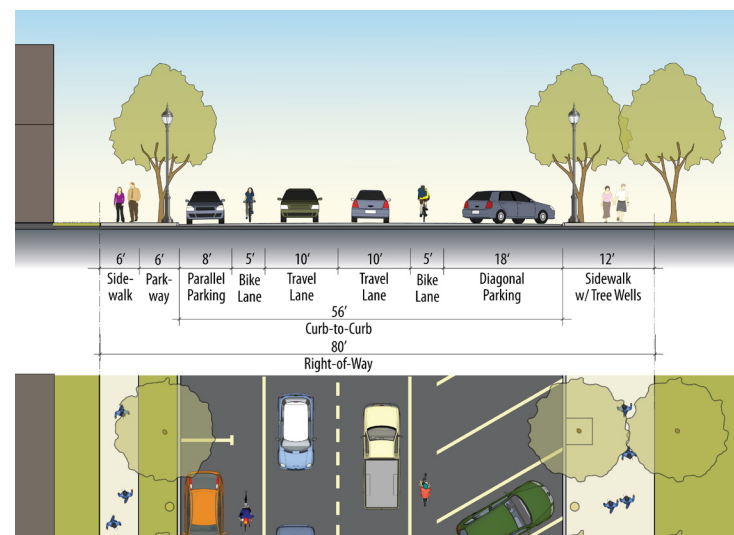 6' 6' 8' 5' 10' 10' 5' 18' 12'
Side- Park- Parallel Bike Travel Travel Bike Diagonal Sidewalk
walk way Parking Lane Lane Lane Lane Parking w/ Tree Wells
56'
Curb-to-Curb
80'
Right-of-Way